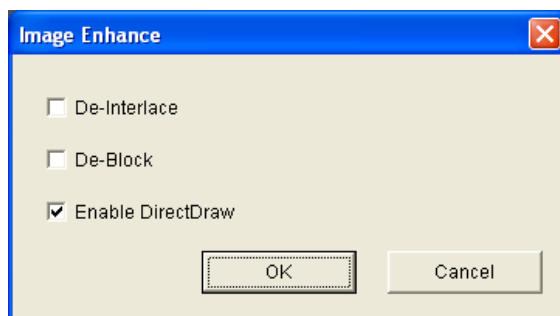 Image Enhance
De-Interlace
De-Block
Enable DirectDraw
OK Cancel